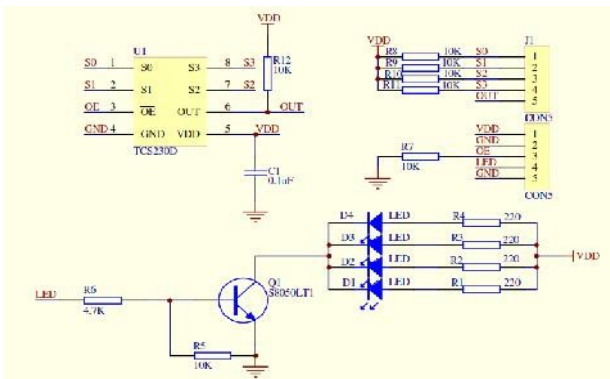 VDD
U1
S0 1 S0 S3 8 S3
S1 2 S1 S2 7 S2
OE 3 OE OUT 6 OUT
GND 4 GND VDD 5 VDD
TCS230D
R12
10K
C1
0.1uF
VDD
R8 10K S0
R9 10K S1
R10 10K S2
R11 10K S3
OUT
J1
1
2
3
4
5
CON5
R7
10K
VDD 1
GND 2
OE 3
LED 4
GND 5
CON5
D4 LED R4 220
D3 LED R3 220
D2 LED R2 220
D1 LED R1 220
VDD
LED
R6
4.7K
Q1
S8050LT1
R5
10K